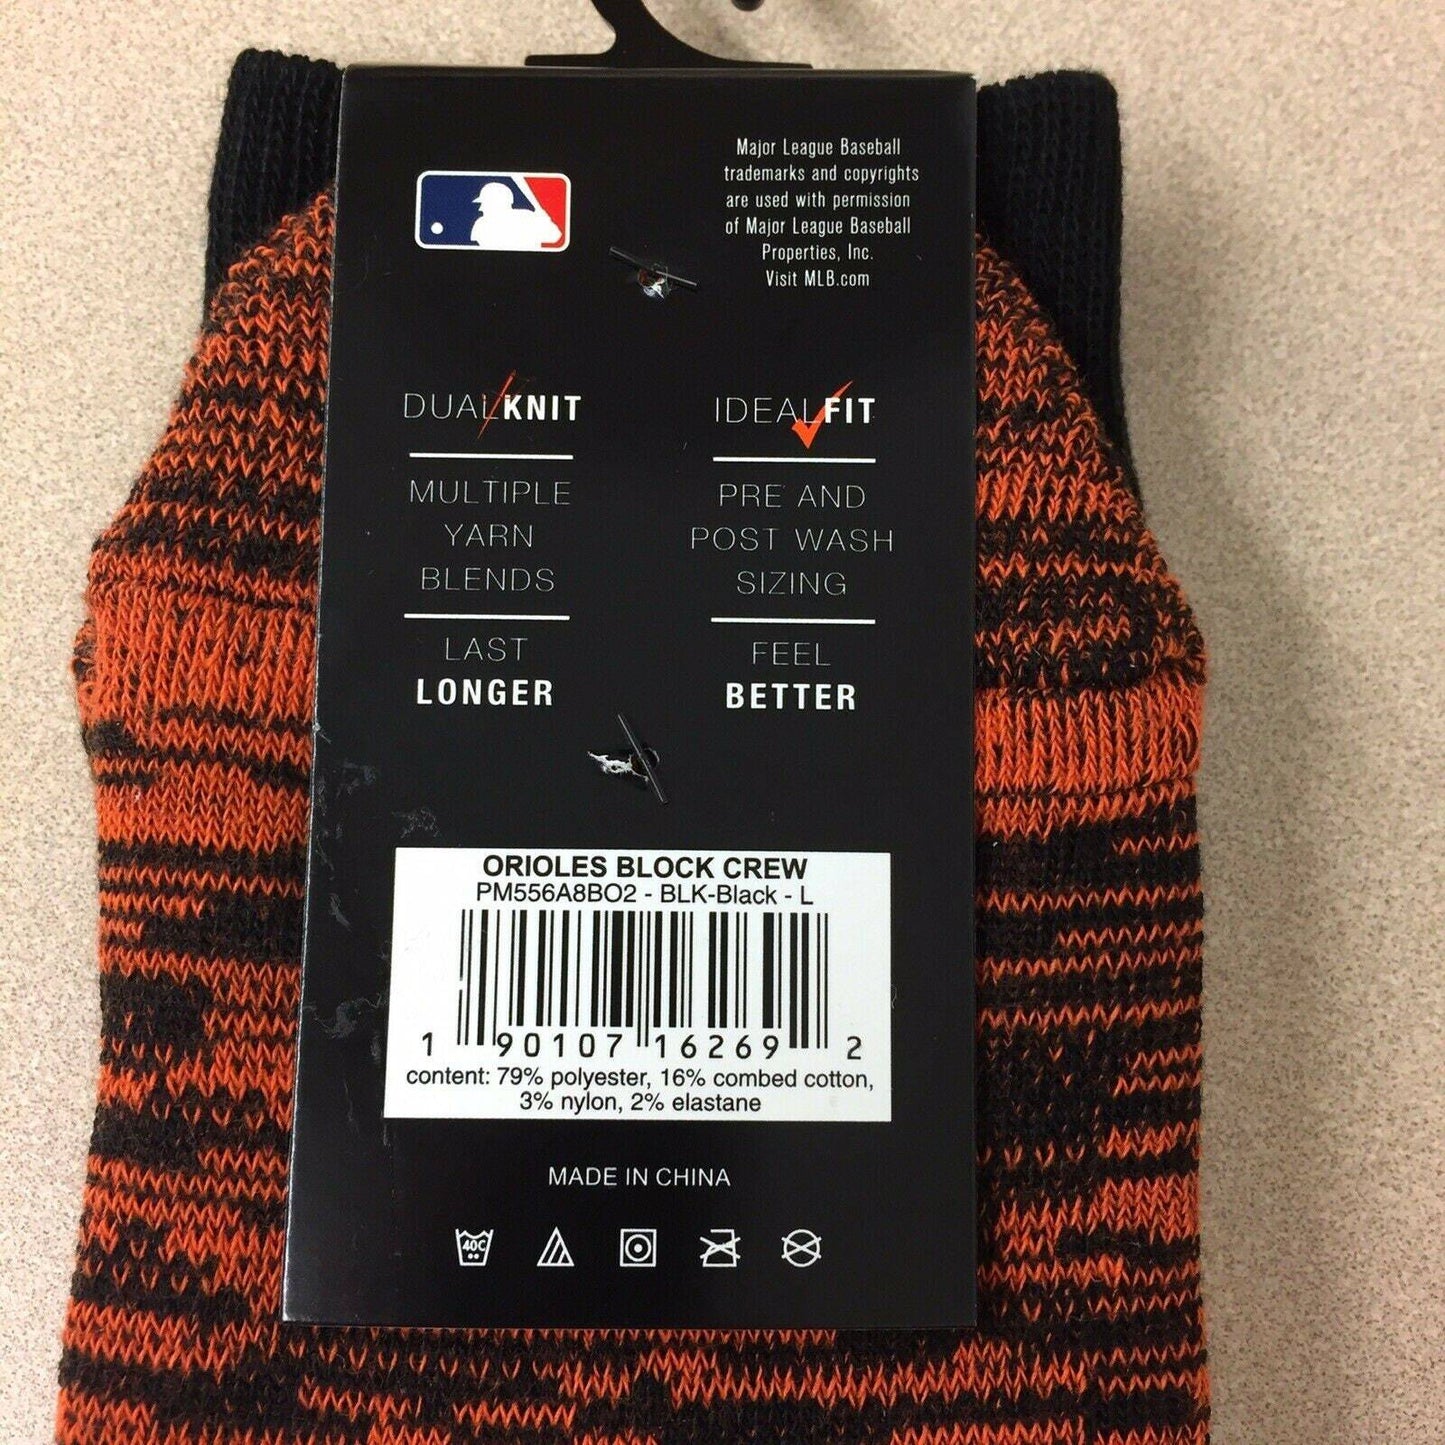 Major League Baseball
trademarks and copyrights
are used with permission
of Major League Baseball
Properties, Inc.
Visit MLB.com
DUALKNIT
MULTIPLE
YARN
BLENDS
LAST
LONGER
IDEALFIT
PRE AND
POST WASH
SIZING
FEEL
BETTER
ORIOLES BLOCK CREW
PM556A8BO2 - BLK-Black - L
1 90107 16269 2
content: 79% polyester, 16% combed cotton,
3% nylon, 2% elastane
MADE IN CHINA
40C